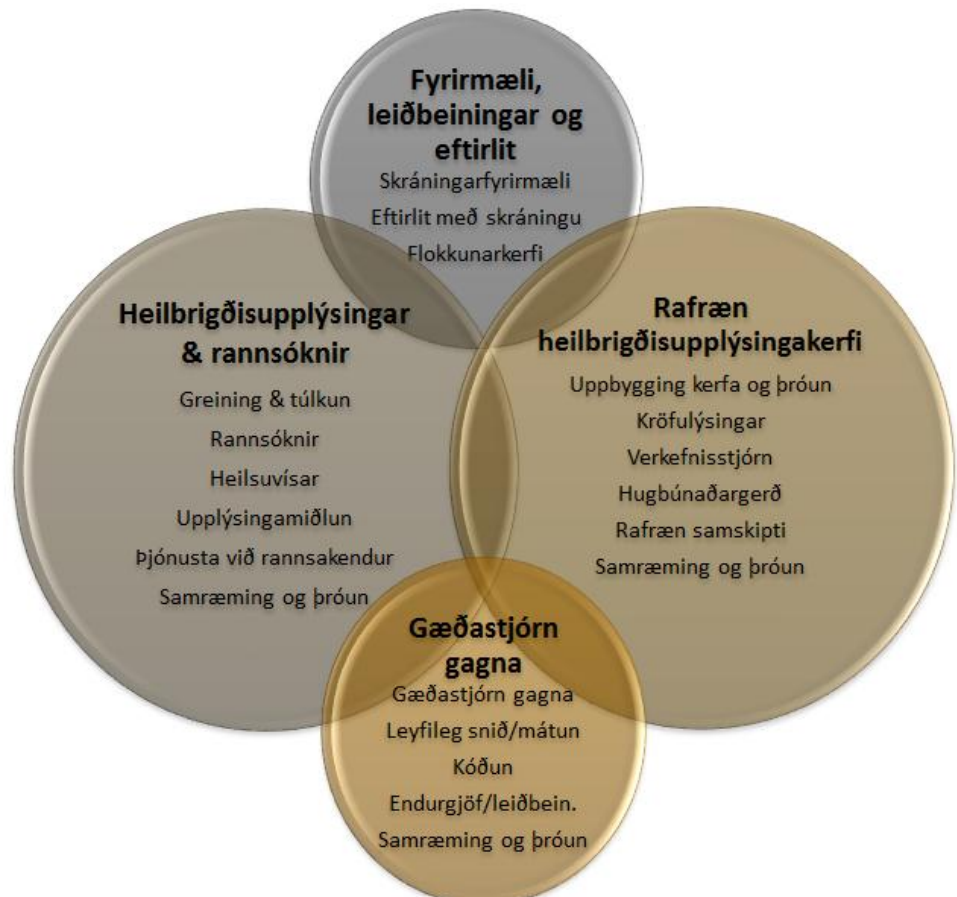 Fyrirmæli,
leiðbeiningar og
eftirlit
Skráningarfyrirmæli
Eftirlit með skráningu
Flokkunarkerfi
Heilbrigðisupplýsingar
& rannsóknir
Greining & túlkun
Rannsóknir
Heilsuvísar
Upplýsingamiðlun
Þjónusta við rannsakendur
Samræming og þróun
Rafræn
heilbrigðisupplýsingakerfi
Uppbygging kerfa og þróun
Kröfulýsingar
Verkefnisstjórn
Hugbúnaðargerð
Rafræn samskipti
Samræming og þróun
Gæðastjórn
gagna
Gæðastjórn gagna
Leyfileg snið/mátun
Kóðun
Endurgjöf/leiðbein.
Samræming og þróun